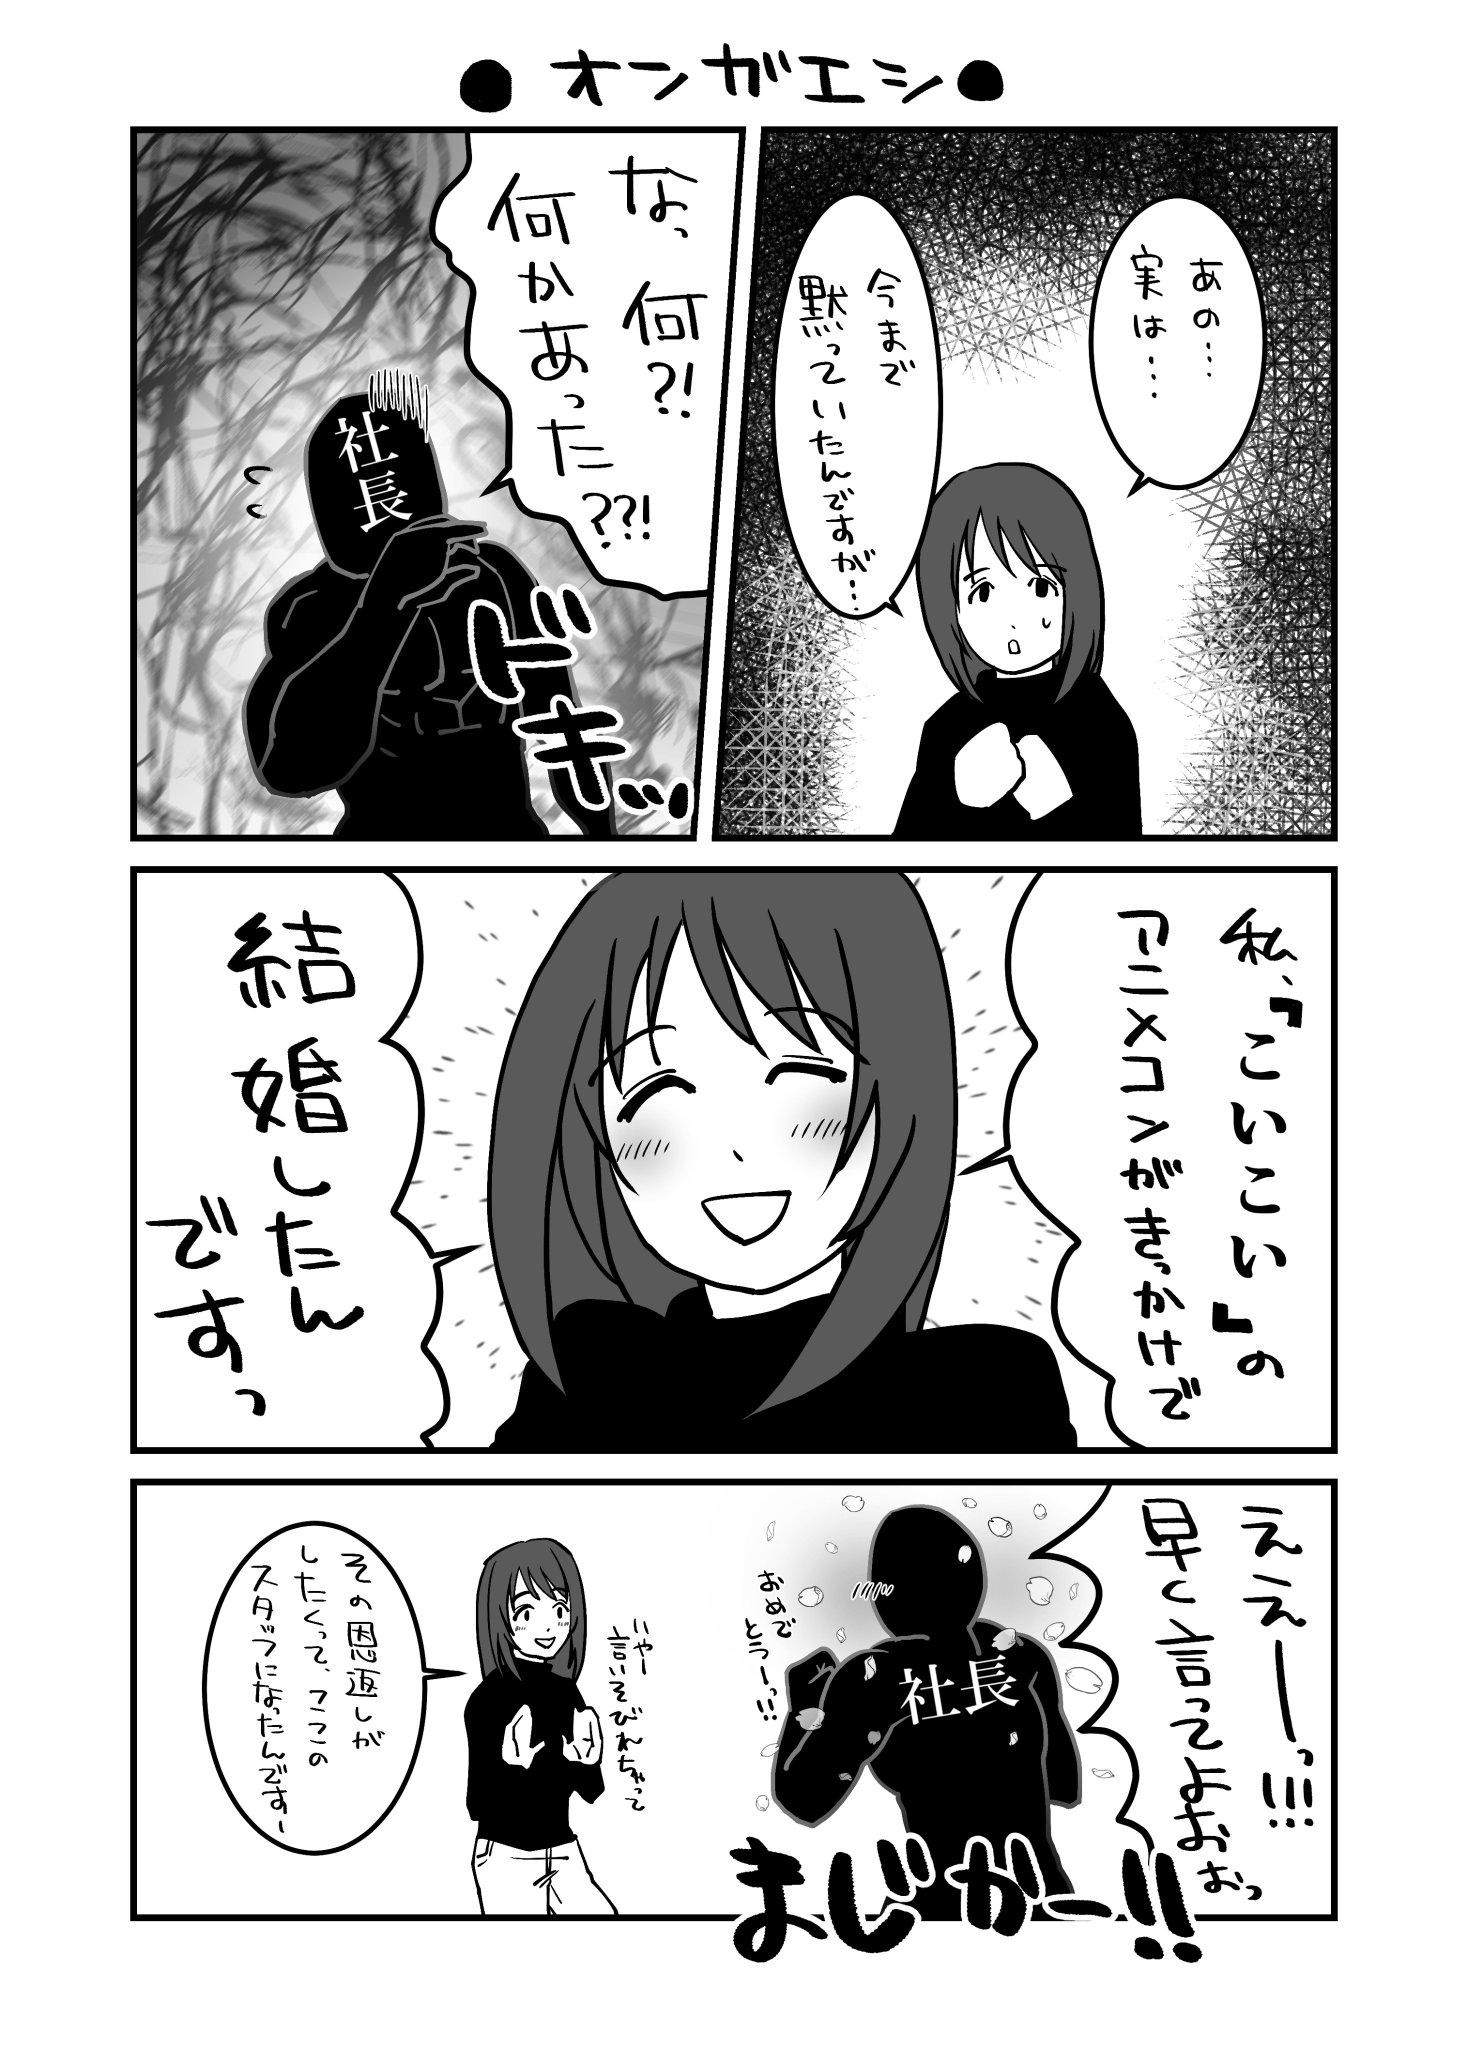 ●オンガエシ●
あの…
実は…
今まで
黙っていたんですが…
なっ何?!
何かあった??!
社長
ドキッ
私、『こいこい』の
アニメコンがきっかけで
結婚したん
ですっ
ええーっ!!!
早く言ってよおおぉっ
おめで
とうーっ!!
社長
まじかー!!
いやー
言いそびれちゃって
その恩返しが
したくって、ここの
スタッフになったんですー